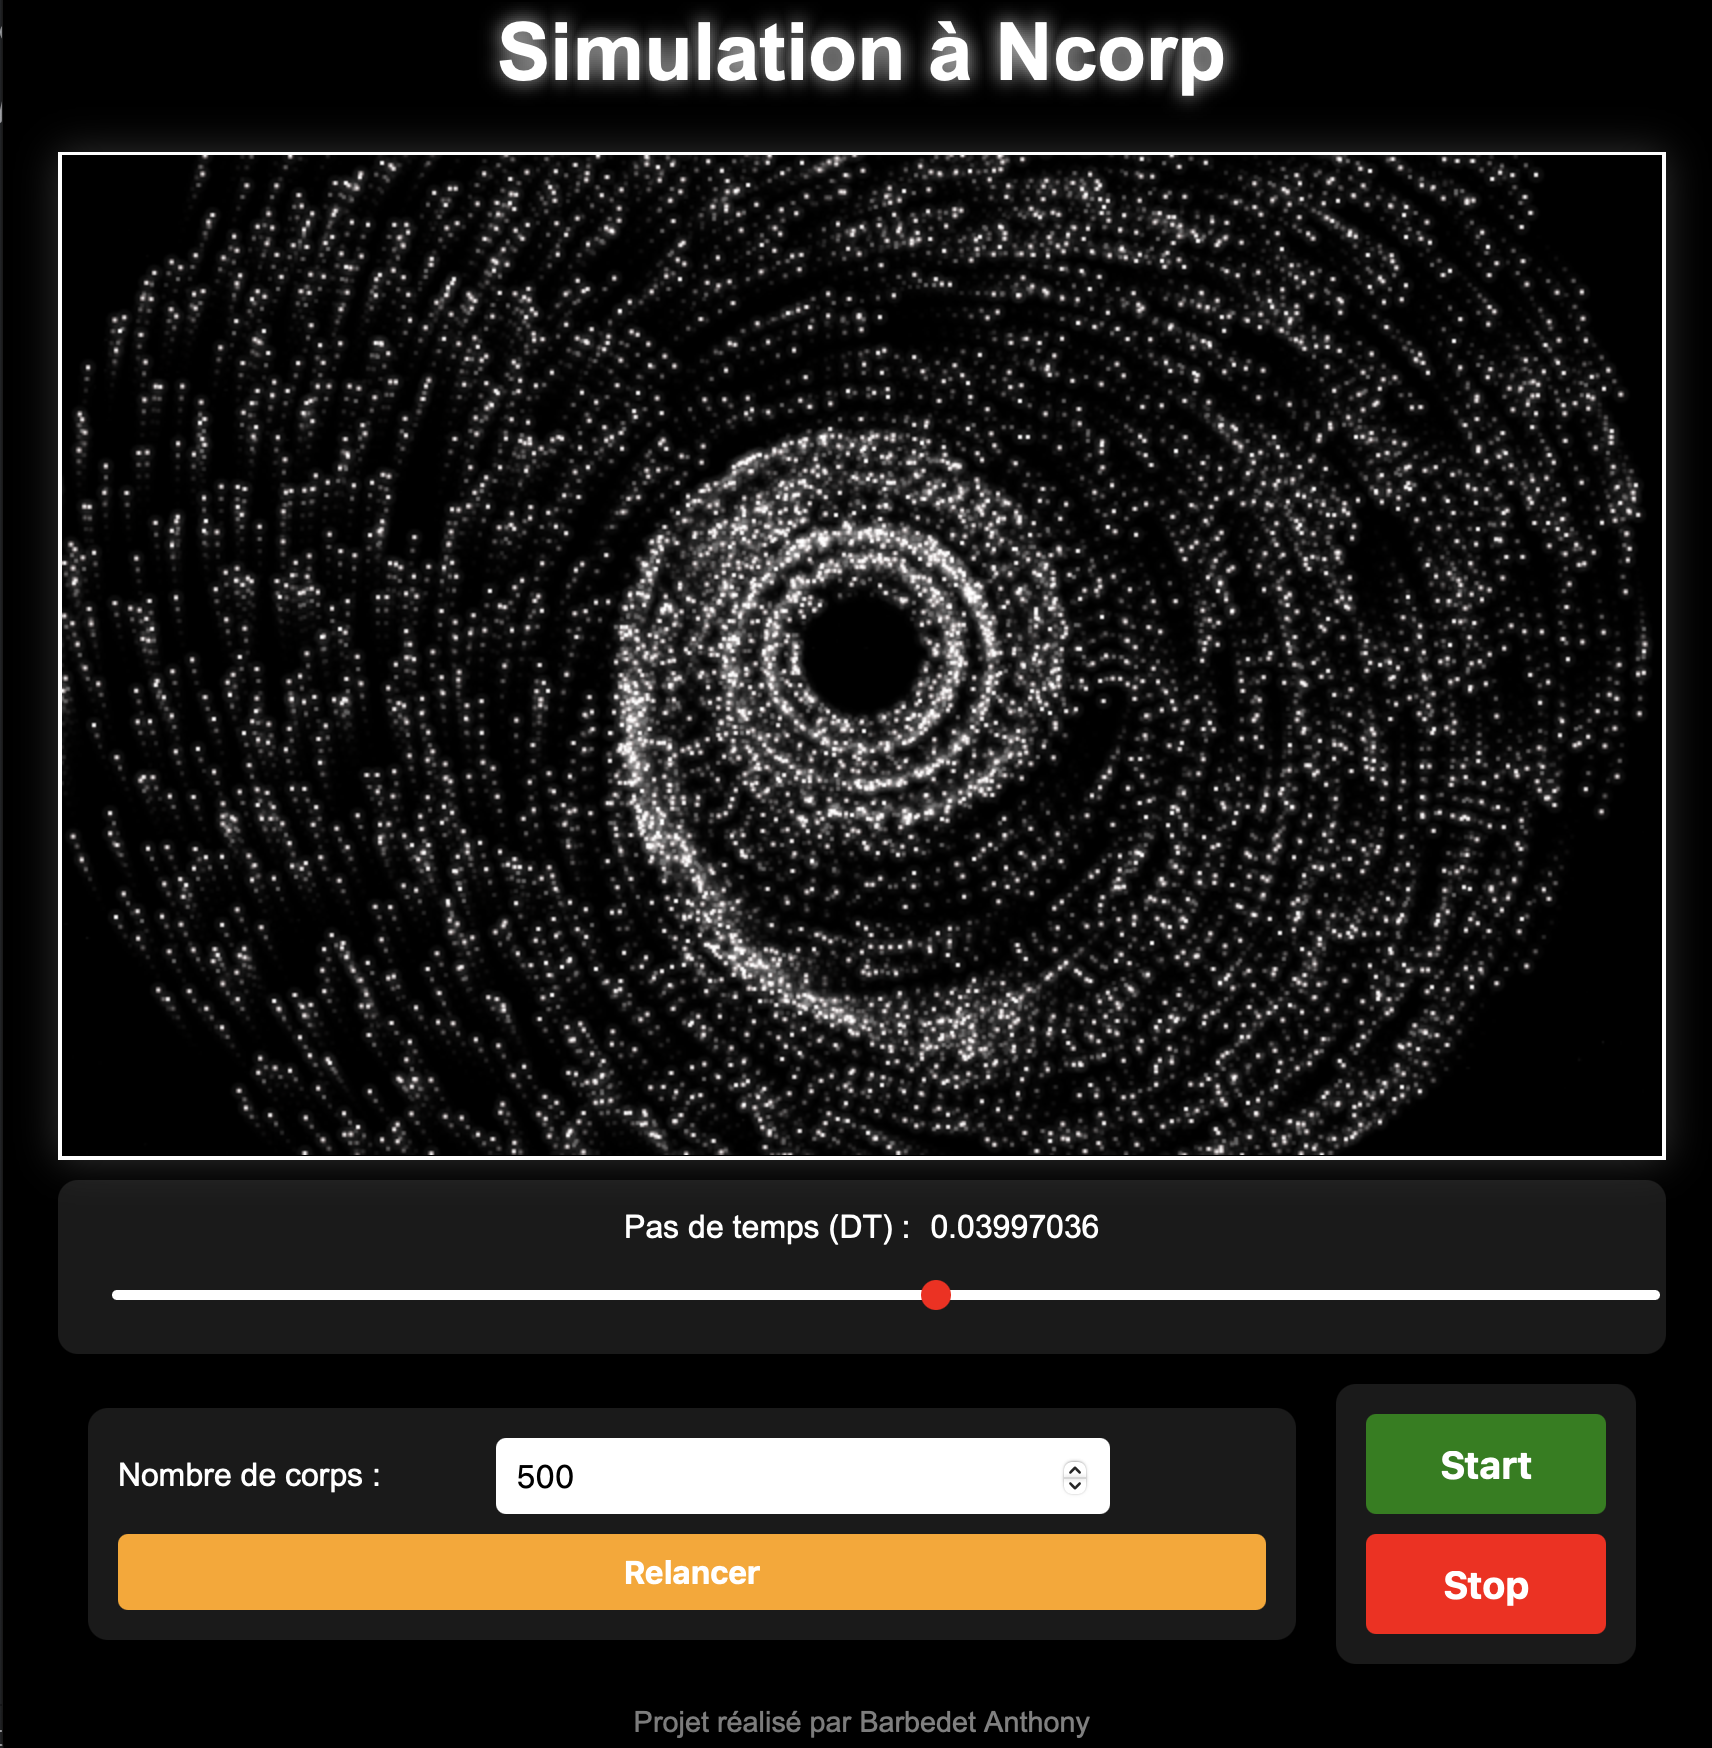 Simulation à Ncorp
Pas de temps (DT) : 0.03997036
Nombre de corps : 500
Relancer
Start
Stop
Projet réalisé par Barbedet Anthony